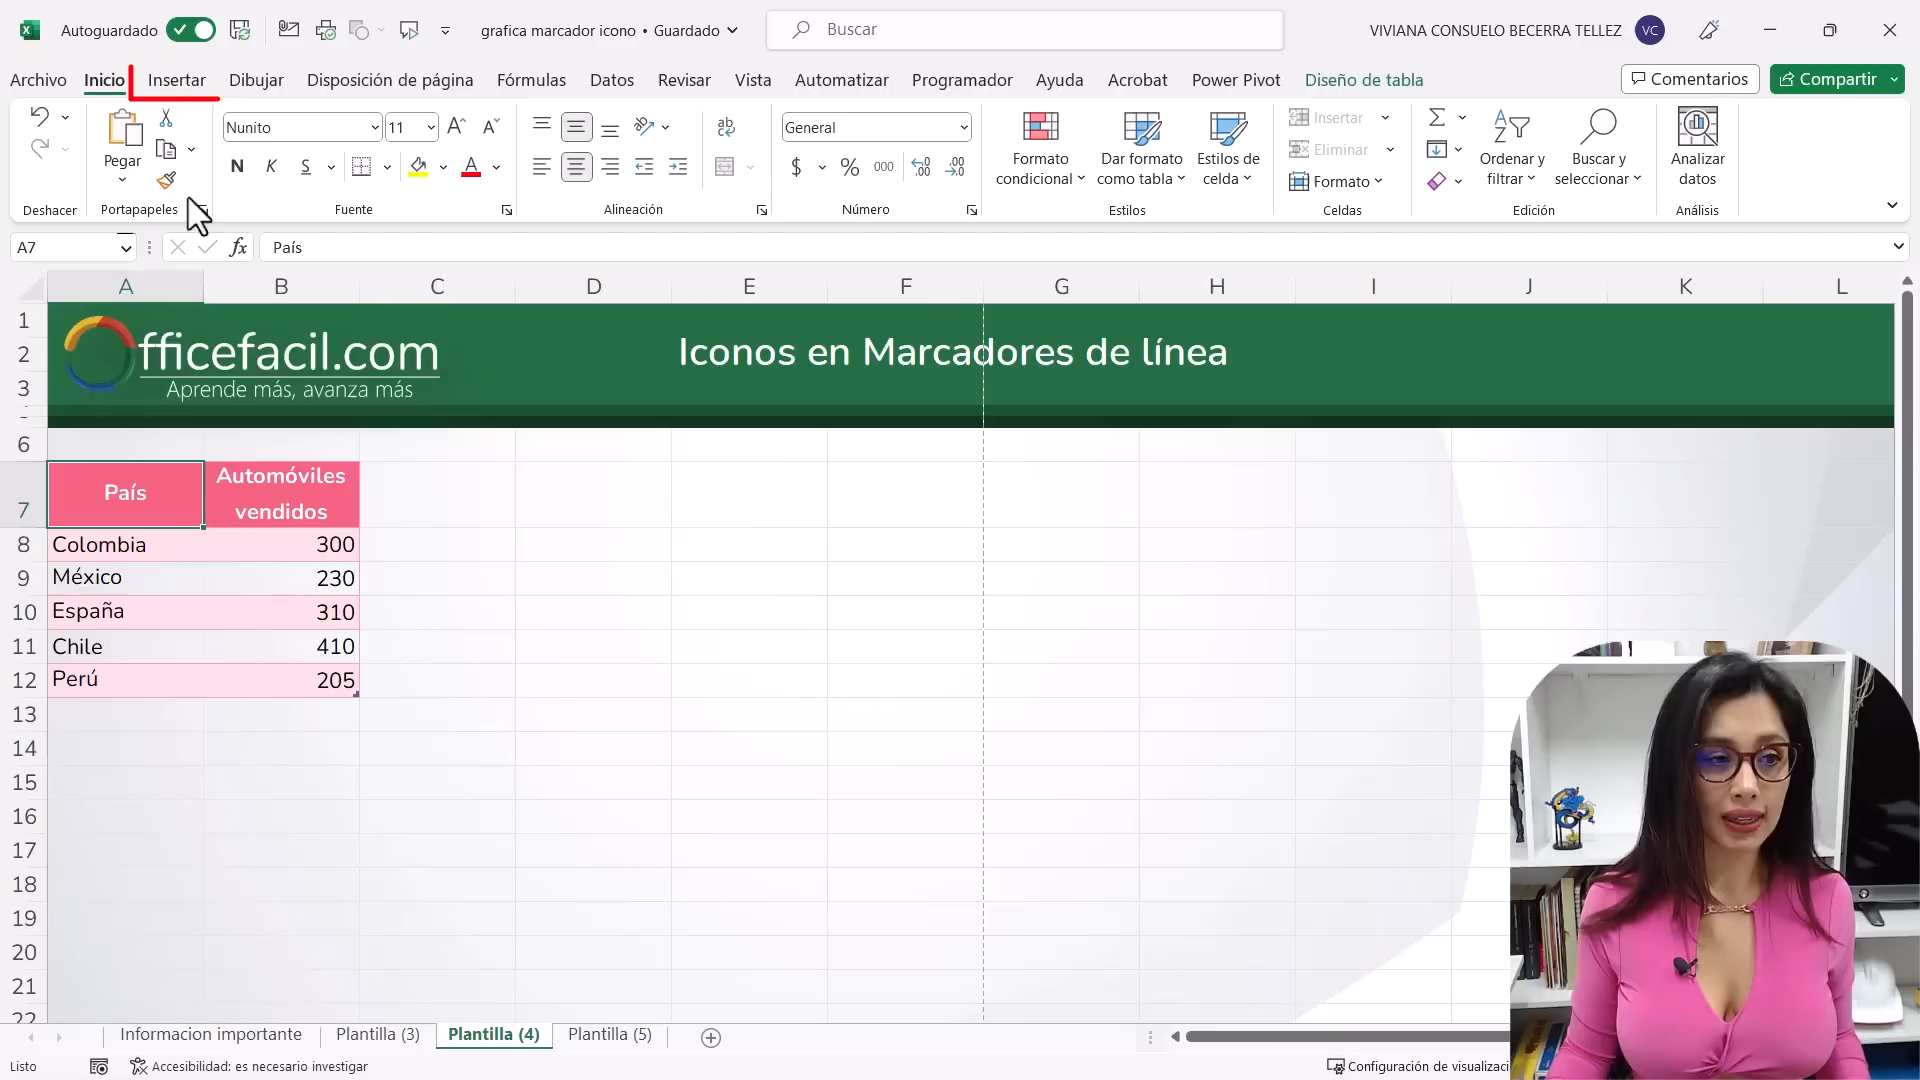 Autoguardado
grafica marcador icono • Guardado
Buscar
VIVIANA CONSUELO BECERRA TELLEZ
VC
Archivo
Inicio
Insertar
Dibujar
Disposición de página
Fórmulas
Datos
Revisar
Vista
Automatizar
Programador
Ayuda
Acrobat
Power Pivot
Diseño de tabla
Comentarios
Compartir
Pegar
Nunito
11
N K S
General
$ % 000
Formato
condicional
Dar formato
como tabla
Estilos de
celda
Insertar
Eliminar
Formato
Ordenar y
filtrar
Buscar y
seleccionar
Analizar
datos
Deshacer
Portapapeles
Fuente
Alineación
Número
Estilos
Celdas
Edición
Análisis
A7
fx
País
A B C D E F G H I J K L
1
2
3
6
7
8
9
10
11
12
13
14
15
16
17
18
19
20
21
22
Officefacil.com
Aprende más, avanza más
Iconos en Marcadores de línea
País
Automóviles
vendidos
Colombia 300
México 230
España 310
Chile 410
Perú 205
Informacion importante
Plantilla (3)
Plantilla (4)
Plantilla (5)
Listo
Accesibilidad: es necesario investigar
Configuración de visualizaci